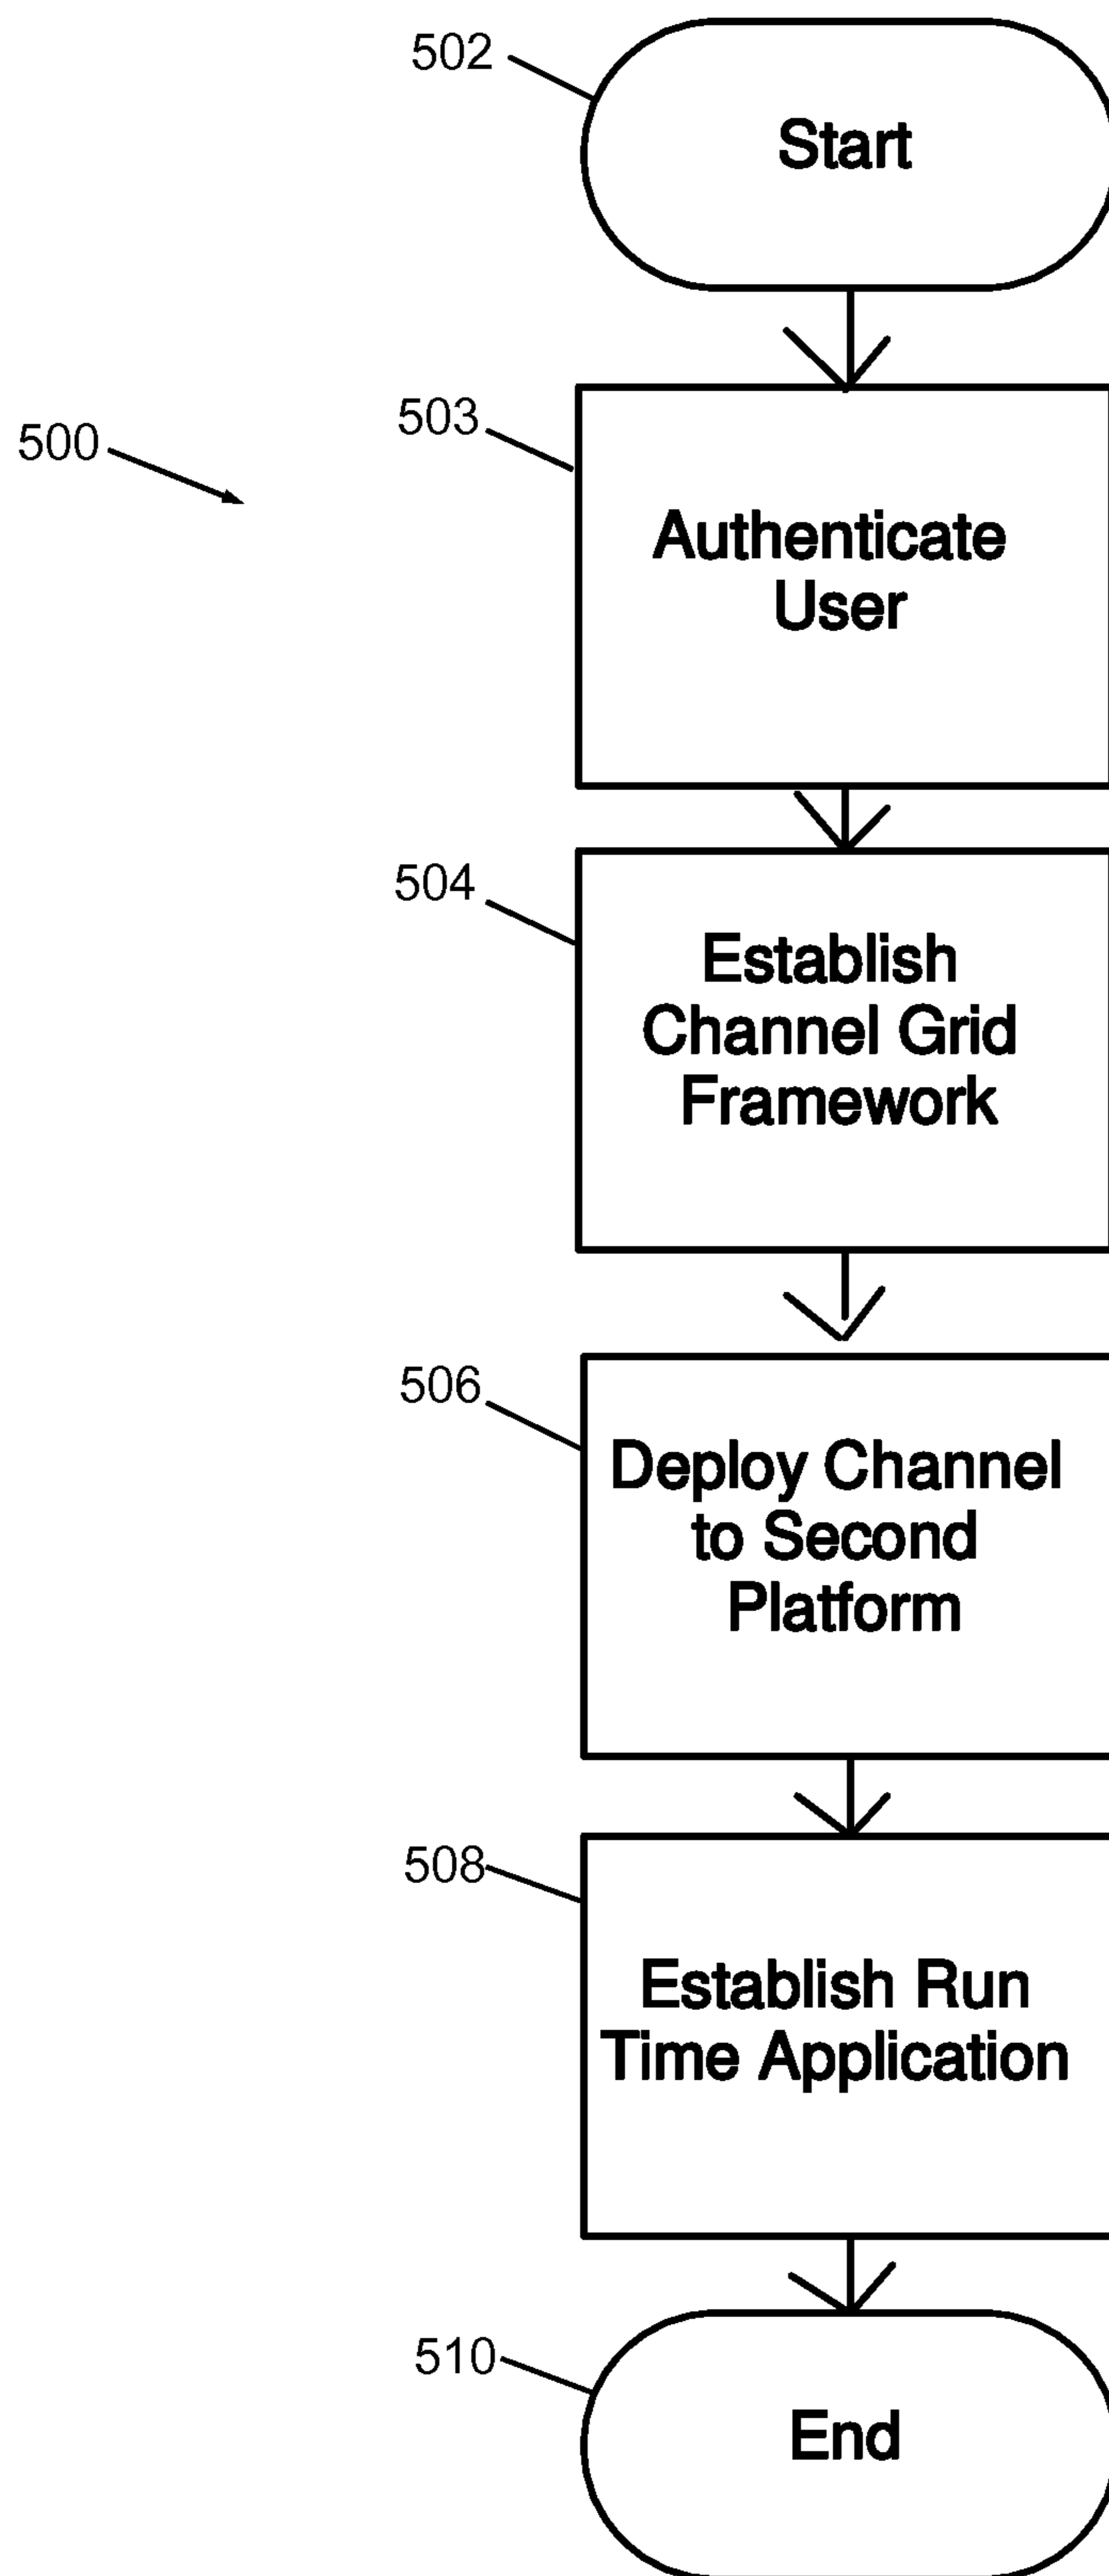 502
Start
503
500
Authenticate
User
504
Establish
Channel Grid
Framework
506
Deploy Channel
to Second
Platform
508
Establish Run
Time Application
510
End